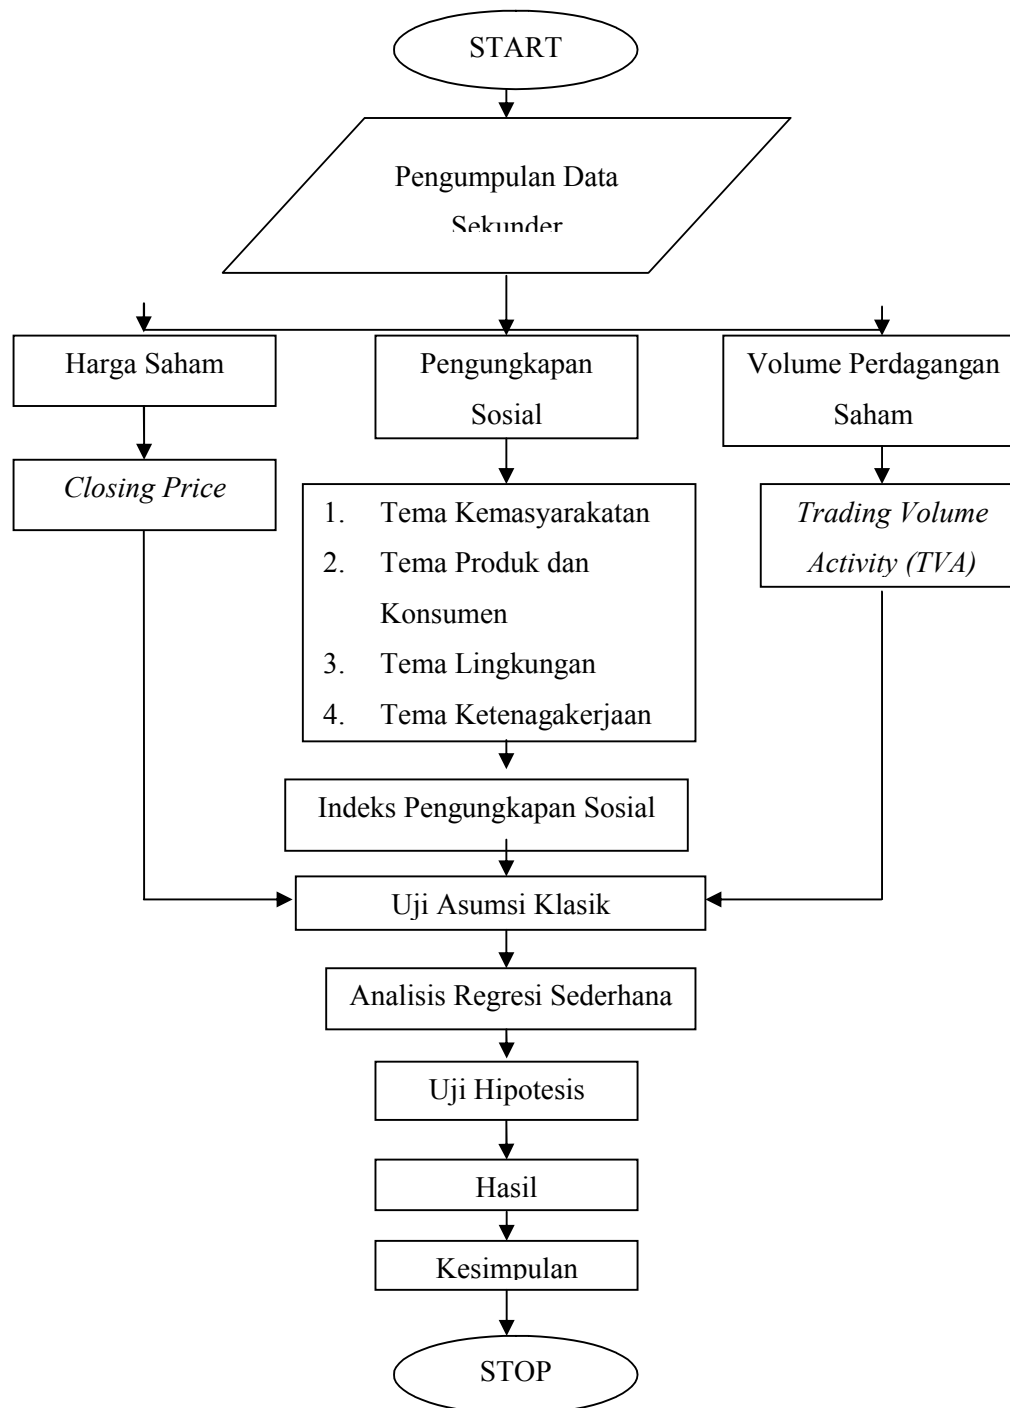 START
Pengumpulan Data
Sekunder
Harga Saham
Pengungkapan
Sosial
Volume Perdagangan
Saham
Closing Price
1. Tema Kemasyarakatan
2. Tema Produk dan
Konsumen
3. Tema Lingkungan
4. Tema Ketenagakerjaan
Trading Volume
Activity (TVA)
Indeks Pengungkapan Sosial
Uji Asumsi Klasik
Analisis Regresi Sederhana
Uji Hipotesis
Hasil
Kesimpulan
STOP